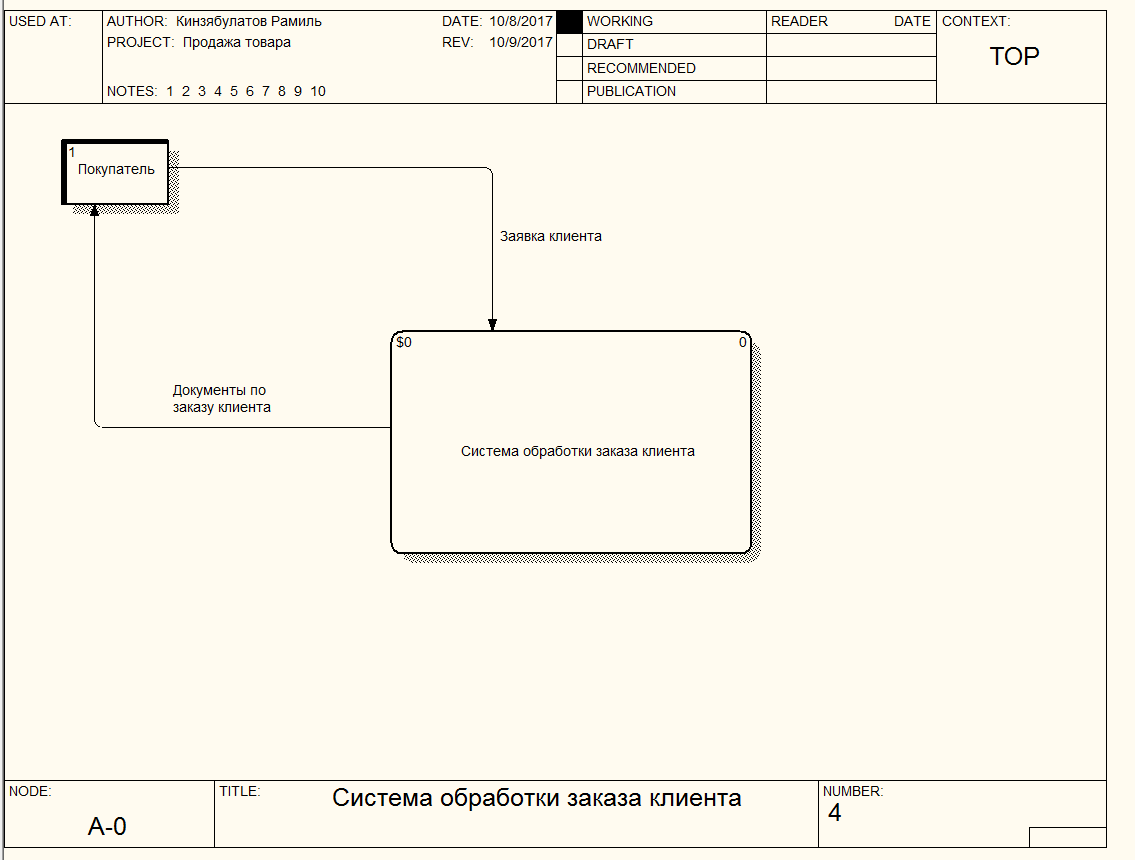 USED AT:
AUTHOR: Кинзябулатов Рамиль
DATE: 10/8/2017
PROJECT: Продажа товара
REV: 10/9/2017
NOTES: 1 2 3 4 5 6 7 8 9 10
WORKING
DRAFT
RECOMMENDED
PUBLICATION
READER DATE
CONTEXT:
TOP
1
Покупатель
Заявка клиента
$0 0
Система обработки заказа клиента
Документы по
заказу клиента
NODE:
A-0
TITLE:
Система обработки заказа клиента
NUMBER:
4